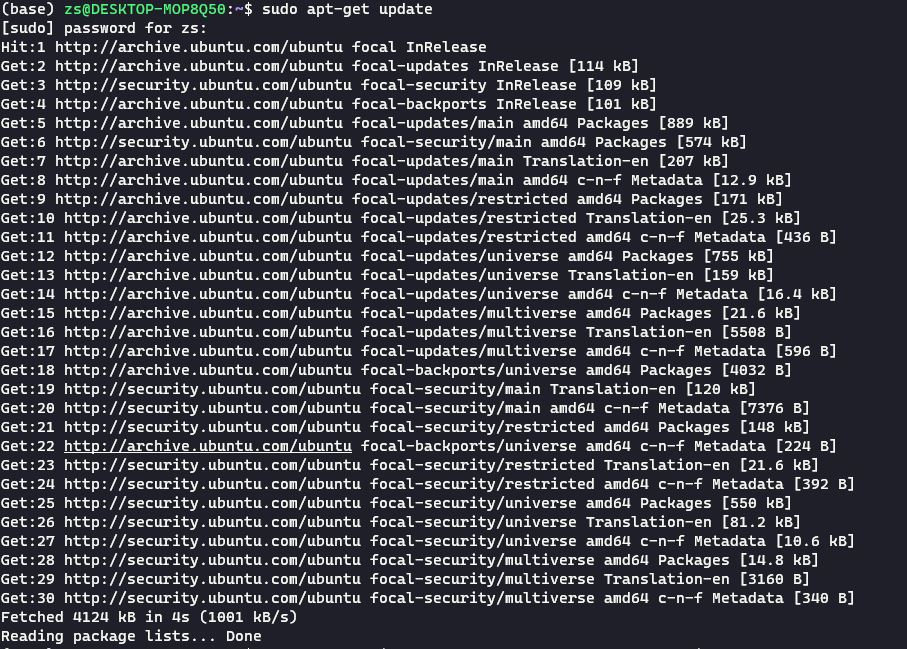 (base) zs@DESKTOP-MOP8Q50:~$ sudo apt-get update
[sudo] password for zs:
Hit:1 http://archive.ubuntu.com/ubuntu focal InRelease
Get:2 http://archive.ubuntu.com/ubuntu focal-updates InRelease [114 kB]
Get:3 http://security.ubuntu.com/ubuntu focal-security InRelease [109 kB]
Get:4 http://archive.ubuntu.com/ubuntu focal-backports InRelease [101 kB]
Get:5 http://archive.ubuntu.com/ubuntu focal-updates/main amd64 Packages [889 kB]
Get:6 http://security.ubuntu.com/ubuntu focal-security/main amd64 Packages [574 kB]
Get:7 http://archive.ubuntu.com/ubuntu focal-updates/main Translation-en [207 kB]
Get:8 http://archive.ubuntu.com/ubuntu focal-updates/main amd64 c-n-f Metadata [12.9 kB]
Get:9 http://archive.ubuntu.com/ubuntu focal-updates/restricted amd64 Packages [171 kB]
Get:10 http://archive.ubuntu.com/ubuntu focal-updates/restricted Translation-en [25.3 kB]
Get:11 http://archive.ubuntu.com/ubuntu focal-updates/restricted amd64 c-n-f Metadata [436 B]
Get:12 http://archive.ubuntu.com/ubuntu focal-updates/universe amd64 Packages [755 kB]
Get:13 http://archive.ubuntu.com/ubuntu focal-updates/universe Translation-en [159 kB]
Get:14 http://archive.ubuntu.com/ubuntu focal-updates/universe amd64 c-n-f Metadata [16.4 kB]
Get:15 http://archive.ubuntu.com/ubuntu focal-updates/multiverse amd64 Packages [21.6 kB]
Get:16 http://archive.ubuntu.com/ubuntu focal-updates/multiverse Translation-en [5508 B]
Get:17 http://archive.ubuntu.com/ubuntu focal-updates/multiverse amd64 c-n-f Metadata [596 B]
Get:18 http://archive.ubuntu.com/ubuntu focal-backports/universe amd64 Packages [4032 B]
Get:19 http://security.ubuntu.com/ubuntu focal-security/main Translation-en [120 kB]
Get:20 http://security.ubuntu.com/ubuntu focal-security/main amd64 c-n-f Metadata [7376 B]
Get:21 http://security.ubuntu.com/ubuntu focal-security/restricted amd64 Packages [148 kB]
Get:22 http://archive.ubuntu.com/ubuntu focal-backports/universe amd64 c-n-f Metadata [224 B]
Get:23 http://security.ubuntu.com/ubuntu focal-security/restricted Translation-en [21.6 kB]
Get:24 http://security.ubuntu.com/ubuntu focal-security/restricted amd64 c-n-f Metadata [392 B]
Get:25 http://security.ubuntu.com/ubuntu focal-security/universe amd64 Packages [550 kB]
Get:26 http://security.ubuntu.com/ubuntu focal-security/universe Translation-en [81.2 kB]
Get:27 http://security.ubuntu.com/ubuntu focal-security/universe amd64 c-n-f Metadata [10.6 kB]
Get:28 http://security.ubuntu.com/ubuntu focal-security/multiverse amd64 Packages [14.8 kB]
Get:29 http://security.ubuntu.com/ubuntu focal-security/multiverse Translation-en [3160 B]
Get:30 http://security.ubuntu.com/ubuntu focal-security/multiverse amd64 c-n-f Metadata [340 B]
Fetched 4124 kB in 4s (1001 kB/s)
Reading package lists... Done